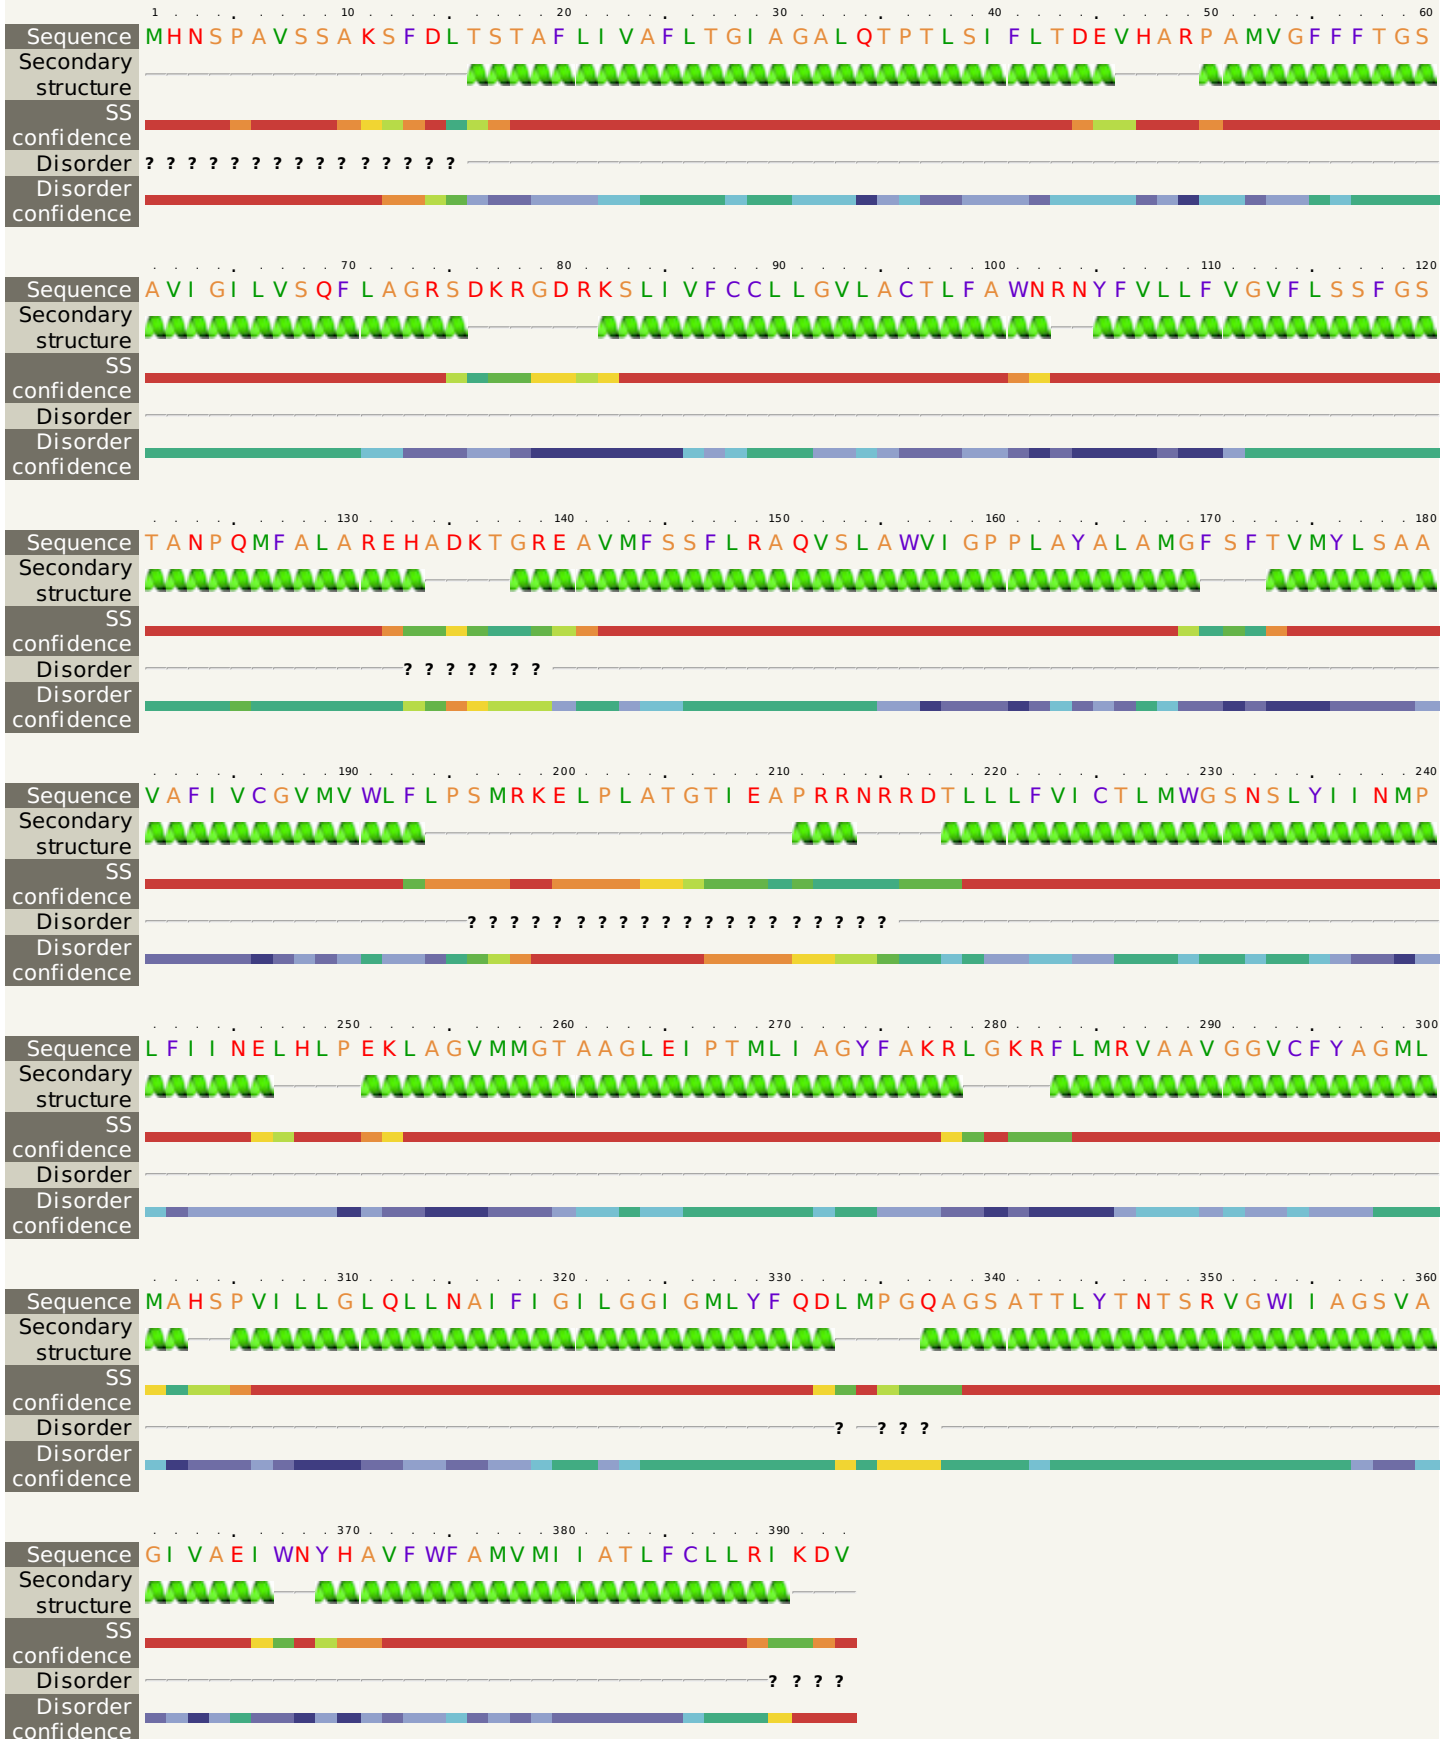 1 . . . . . . . . 10 . . . . . . . . . 20 . . . . . . . . . 30 . . . . . . . . . 40 . . . . . . . . . 50 . . . . . . . . . 60
Sequence MHNSPAVSSAKSFDLTSTAFLIVAFLTGIAGALQTPTLSIFLTDEVHARPAMVGFFFTGS
Secondary
structure
SS
confidence
Disorder ? ? ? ? ? ? ? ? ? ? ? ? ? ? ?
Disorder
confidence
. . . . . . . . . 70 . . . . . . . . . 80 . . . . . . . . . 90 . . . . . . . . . 100 . . . . . . . . . 110 . . . . . . . . . 120
Sequence AVIGILVSQFLAGRSDKRGDRKSLIVFCCLLGVLACTLFAWNRNYFVLLFVGVFLSSFGS
Secondary
structure
SS
confidence
Disorder
Disorder
confidence
. . . . . . . . . 130 . . . . . . . . . 140 . . . . . . . . . 150 . . . . . . . . . 160 . . . . . . . . . 170 . . . . . . . . . 180
Sequence TANPQMFALAREHADKTGREAVMFSSFLRAQVSLAWVIGPPLAYALAMGFSFTVMYLSAA
Secondary
structure
SS
confidence
Disorder ? ? ? ? ? ? ?
Disorder
confidence
. . . . . . . . . 190 . . . . . . . . . 200 . . . . . . . . . 210 . . . . . . . . . 220 . . . . . . . . . 230 . . . . . . . . . 240
Sequence VAFIVCGVMVWLFLPSMRKELPLATGTIEAPRRNRRDTLLLFVICTLMWGSNSLYIINMP
Secondary
structure
SS
confidence
Disorder ? ? ? ? ? ? ? ? ? ? ? ? ? ? ? ? ? ? ? ?
Disorder
confidence
. . . . . . . . . 250 . . . . . . . . . 260 . . . . . . . . . 270 . . . . . . . . . 280 . . . . . . . . . 290 . . . . . . . . . 300
Sequence LFIINELHLPEKLAGVMMGTAAGLEIPTMLIAGYFAKRLGKRFLMRVAAVGGVCFYAGML
Secondary
structure
SS
confidence
Disorder
Disorder
confidence
. . . . . . . . . 310 . . . . . . . . . 320 . . . . . . . . . 330 . . . . . . . . . 340 . . . . . . . . . 350 . . . . . . . . . 360
Sequence MAHSPVILLGLQLLNAIFIGILGGIGMLYFQDLMPGQAGSATTLYTNTSRVGWIIAGSVA
Secondary
structure
SS
confidence
Disorder ? ? ? ?
Disorder
confidence
. . . . . . . . . 370 . . . . . . . . . 380 . . . . . . . . . 390 . . .
Sequence GIVAEIWNYHAVFWFAMVMIIATLFCLLRIKDV
Secondary
structure
SS
confidence
Disorder ? ? ? ?
Disorder
confidence